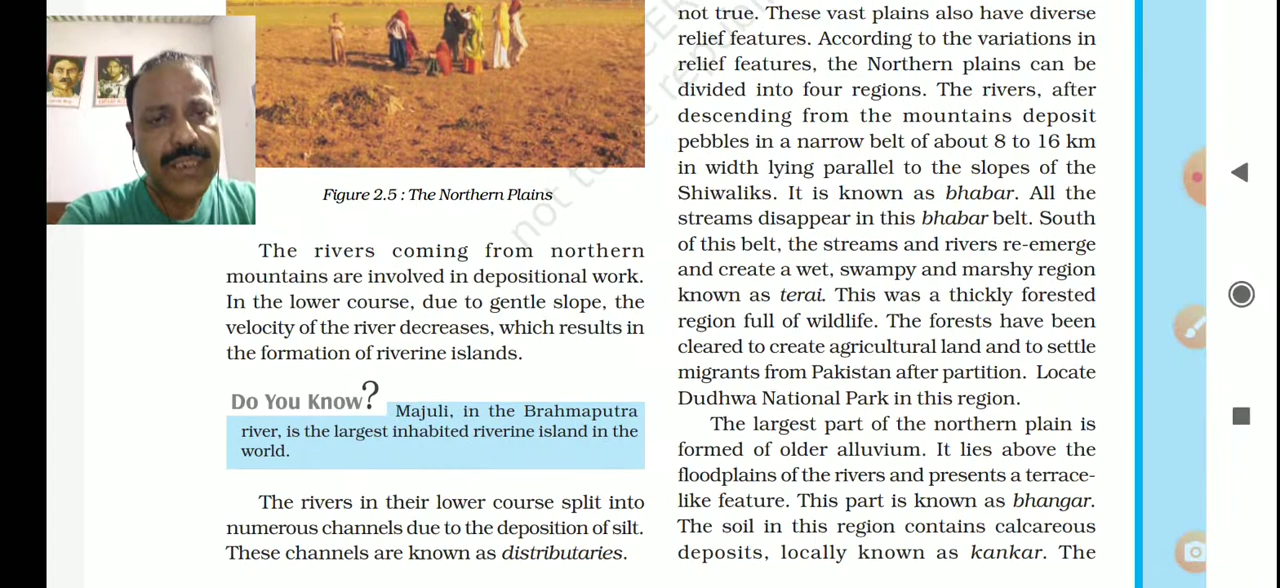 Figure 2.5 : The Northern Plains
The rivers coming from northern
mountains are involved in depositional work.
In the lower course, due to gentle slope, the
velocity of the river decreases, which results in
the formation of riverine islands.
Do You Know?
Majuli, in the Brahmaputra
river, is the largest inhabited riverine island in the
world.
The rivers in their lower course split into
numerous channels due to the deposition of silt.
These channels are known as distributaries.
not true. These vast plains also have diverse
relief features. According to the variations in
relief features, the Northern plains can be
divided into four regions. The rivers, after
descending from the mountains deposit
pebbles in a narrow belt of about 8 to 16 km
in width lying parallel to the slopes of the
Shiwaliks. It is known as bhabar. All the
streams disappear in this bhabar belt. South
of this belt, the streams and rivers re-emerge
and create a wet, swampy and marshy region
known as terai. This was a thickly forested
region full of wildlife. The forests have been
cleared to create agricultural land and to settle
migrants from Pakistan after partition. Locate
Dudhwa National Park in this region.
The largest part of the northern plain is
formed of older alluvium. It lies above the
floodplains of the rivers and presents a terrace-
like feature. This part is known as bhangar.
The soil in this region contains calcareous
deposits, locally known as kankar. The